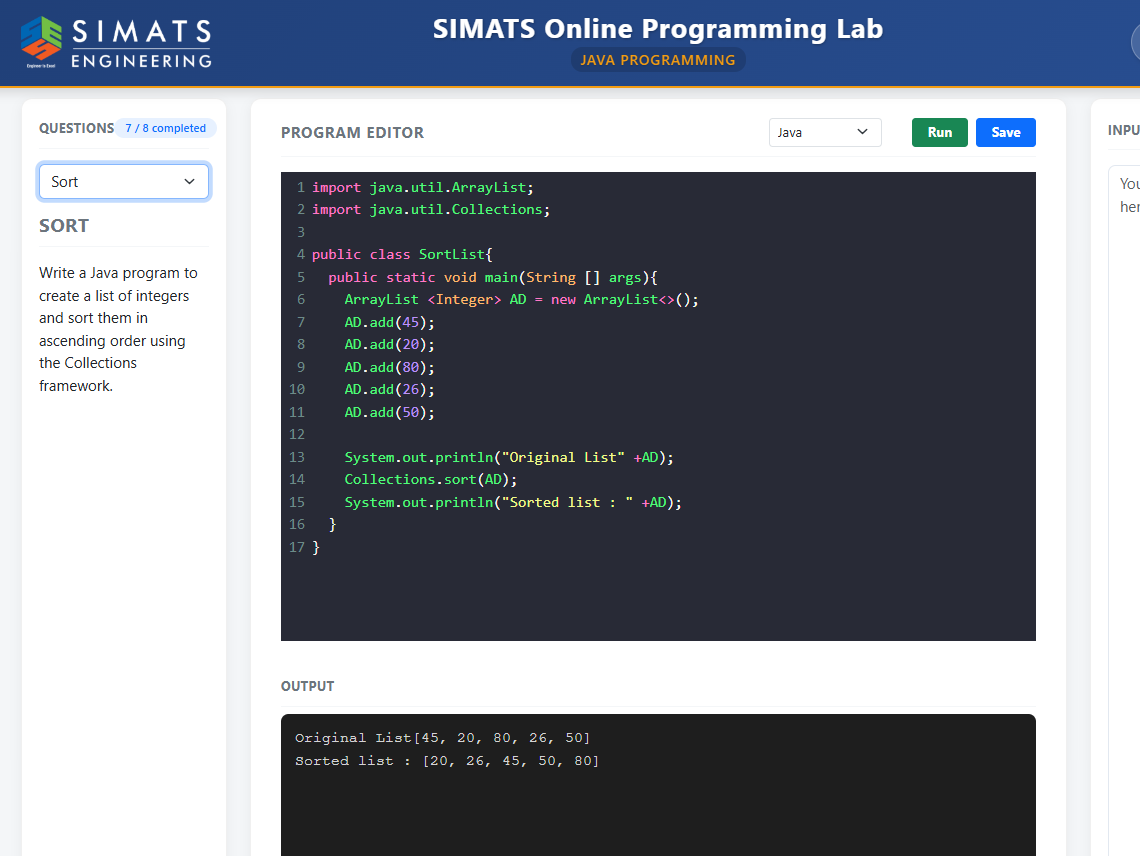 SIMATS
ENGINEERING
Engineer to Excel
SIMATS Online Programming Lab
JAVA PROGRAMMING
QUESTIONS 7 / 8 completed
Sort
SORT
Write a Java program to
create a list of integers
and sort them in
ascending order using
the Collections
framework.
PROGRAM EDITOR
Java
Run
Save
1 import java.util.ArrayList;
2 import java.util.Collections;
3
4 public class SortList{
5   public static void main(String [] args){
6     ArrayList <Integer> AD = new ArrayList<>();
7     AD.add(45);
8     AD.add(20);
9     AD.add(80);
10     AD.add(26);
11     AD.add(50);
12
13     System.out.println("Original List" +AD);
14     Collections.sort(AD);
15     System.out.println("Sorted list : " +AD);
16   }
17 }
OUTPUT
Original List[45, 20, 80, 26, 50]
Sorted list : [20, 26, 45, 50, 80]
INPU
You
her